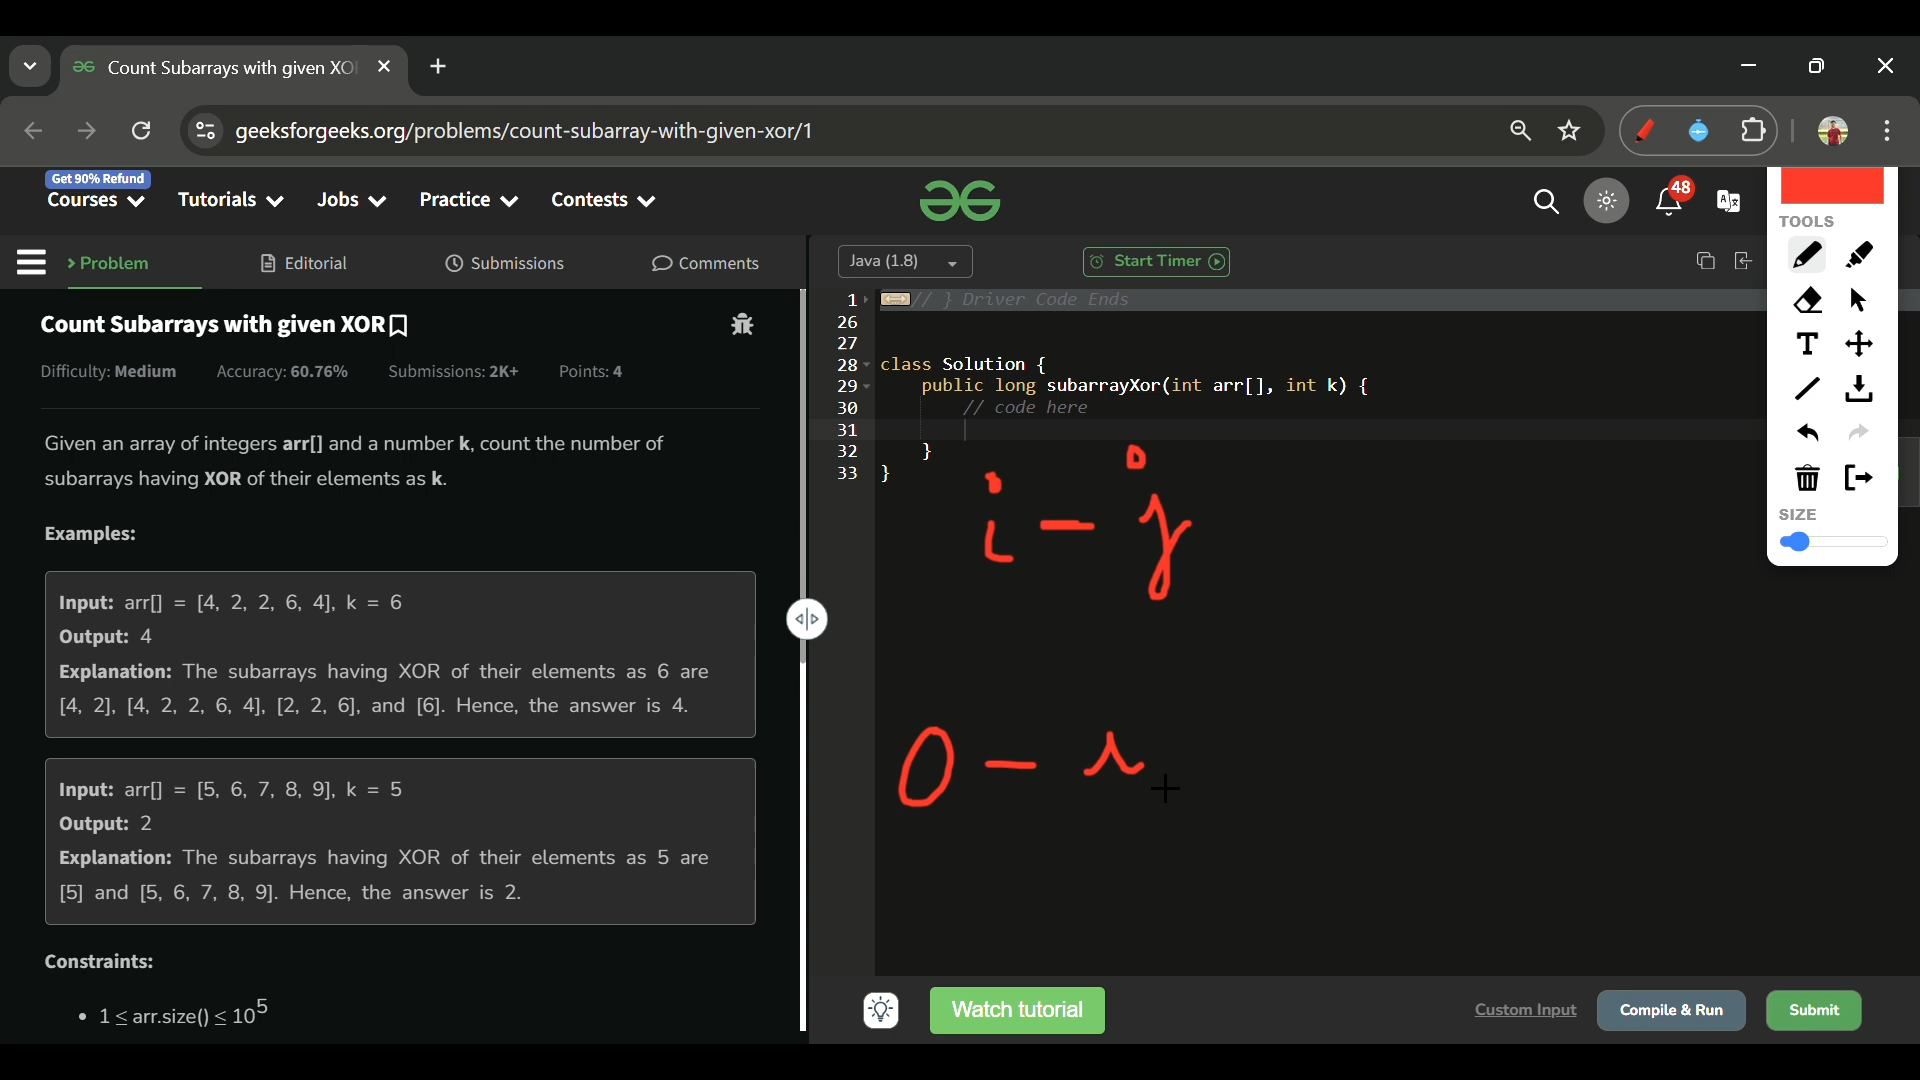 Count Subarrays with given XO
geeksforgeeks.org/problems/count-subarray-with-given-xor/1
Get 90% Refund
Courses Tutorials Jobs Practice Contests
48
TOOLS
SIZE
Problem Editorial Submissions Comments
Java (1.8) Start Timer
Count Subarrays with given XOR
Difficulty: Medium Accuracy: 60.76% Submissions: 2K+ Points: 4
Given an array of integers arr[] and a number k, count the number of
subarrays having XOR of their elements as k.
Examples:
Input: arr[] = [4, 2, 2, 6, 4], k = 6
Output: 4
Explanation: The subarrays having XOR of their elements as 6 are
[4, 2], [4, 2, 2, 6, 4], [2, 2, 6], and [6]. Hence, the answer is 4.
Input: arr[] = [5, 6, 7, 8, 9], k = 5
Output: 2
Explanation: The subarrays having XOR of their elements as 5 are
[5] and [5, 6, 7, 8, 9]. Hence, the answer is 2.
Constraints:
• 1 ≤ arr.size() ≤ 10⁵
1 // } Driver Code Ends
26
27
28 class Solution {
29 public long subarrayXor(int arr[], int k) {
30 // code here
31
32 }
33 }
i - j
Watch tutorial Custom Input Compile & Run Submit